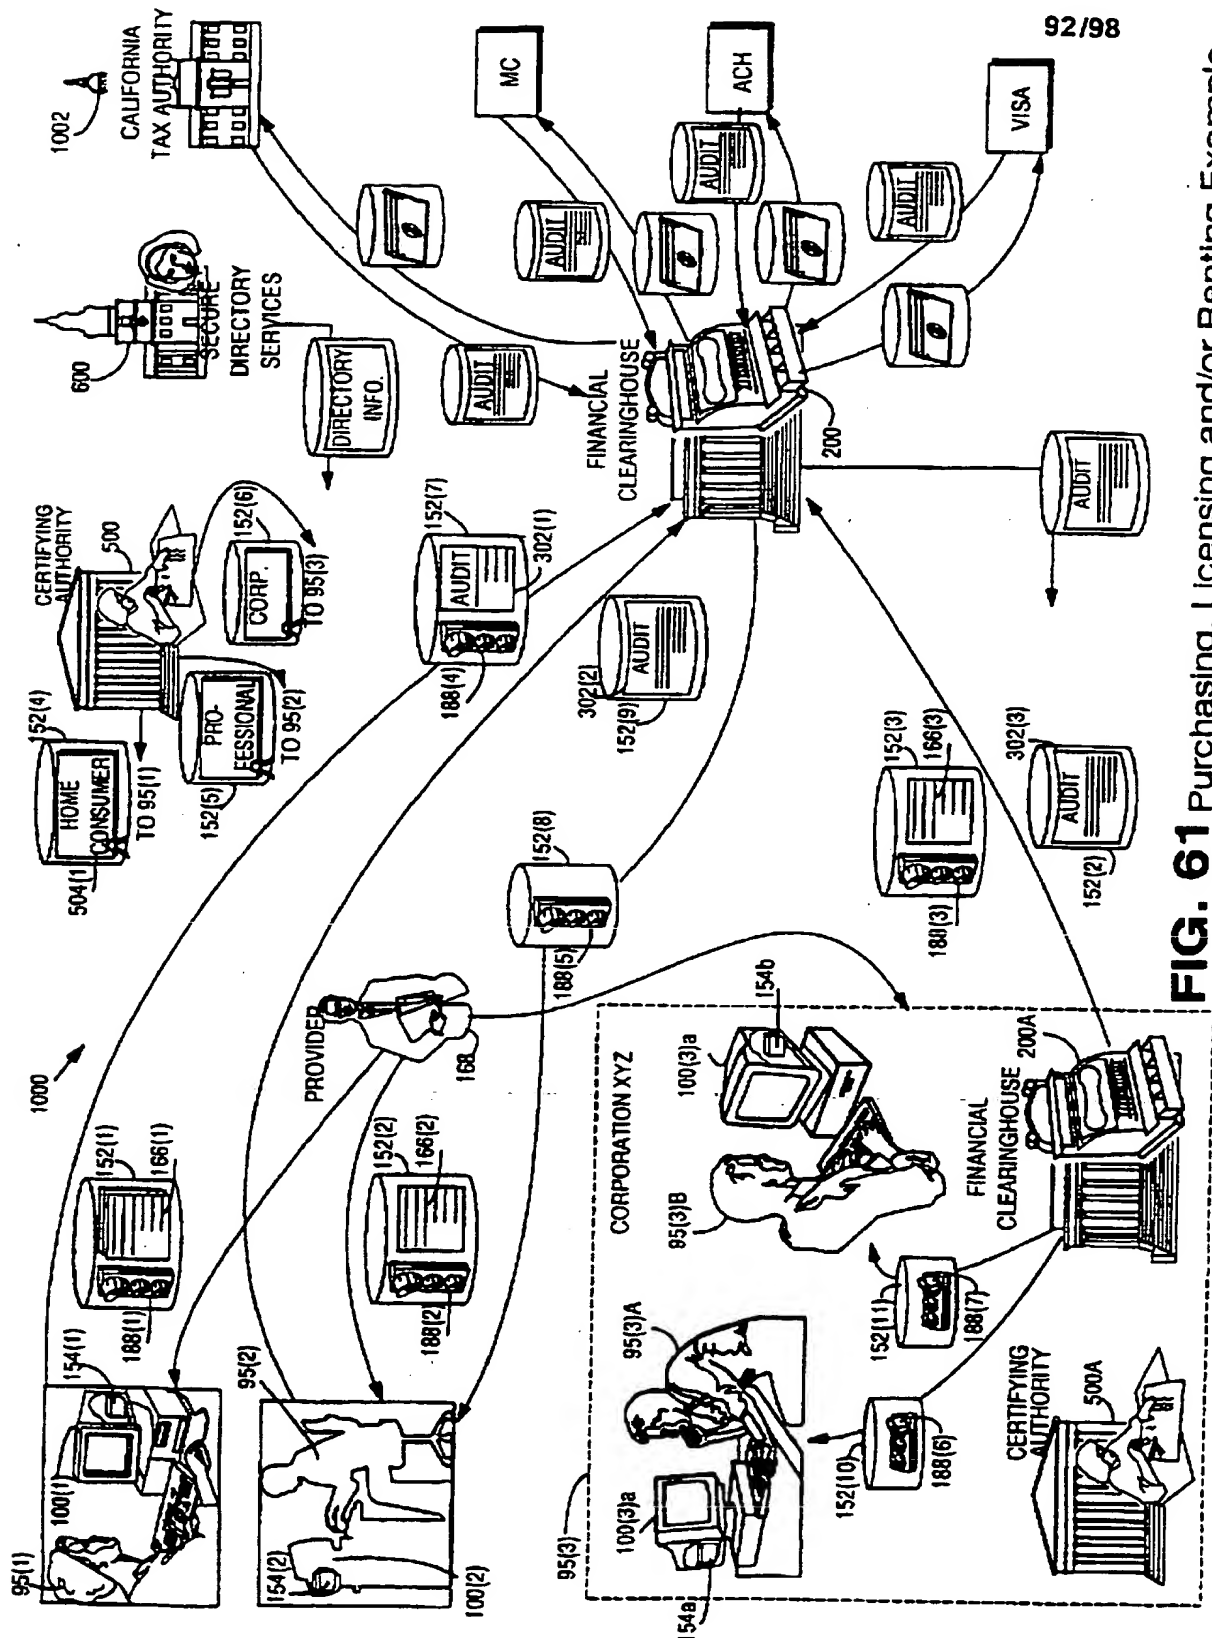 92/98
1002
CALIFORNIA
TAX AUTHORITY
MC
ACH
VISA
AUDIT
AUDIT
AUDIT
AUDIT
600
SECURE
DIRECTORY
SERVICES
DIRECTORY
INFO.
FINANCIAL
CLEARINGHOUSE
200
AUDIT
CERTIFYING
AUTHORITY
500
152(4)
HOME
CONSUMER
504(1
TO 95(1)
152(5)
PRO-
FESSIONAL
TO 95(2)
152(6)
CORP.
TO 95(3)
152(7)
AUDIT
302(1)
188(4)
302(2)
152(9)
AUDIT
1000
PROVIDER
168
152(8)
188(5)
152(1)
166(1)
188(1)
152(2)
166(2)
188(2)
152(3)
166(3)
188(3)
302(3)
AUDIT
152(2)
95(1)
100(1)
154(1)
95(2)
154(2)
100(2)
95(3)
CORPORATION XYZ
100(3)a
154a
95(3)A
95(3)B
100(3)a
154b
152(10)
188(6)
152(11)
188(7)
FINANCIAL
CLEARINGHOUSE
200A
CERTIFYING
AUTHORITY
500A
FIG. 61 Purchasing, Licensing and/or Renting Example